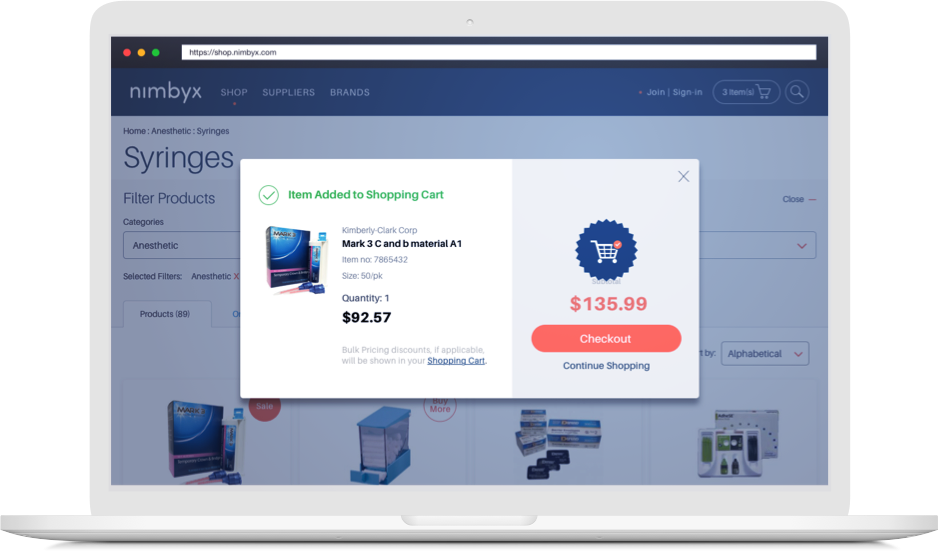 https://shop.nimbyx.com
nimbyx
SHOP
SUPPLIERS
BRANDS
Join | Sign-in
3 Item(s)
Home : Anesthetic : Syringes
Syringes
Filter Products
Close
Categories
Anesthetic
Selected Filters: Anesthetic X
Products (89)
by:
Alphabetical
Item Added to Shopping Cart
MARK3
Kimberly-Clark Corp
Mark 3 C and b material A1
Item no: 7865432
Size: 50/pk
Quantity: 1
$92.57
Bulk Pricing discounts, if applicable,
will be shown in your Shopping Cart.
$135.99
Checkout
Continue Shopping
Sale
Buy
More
MARK3